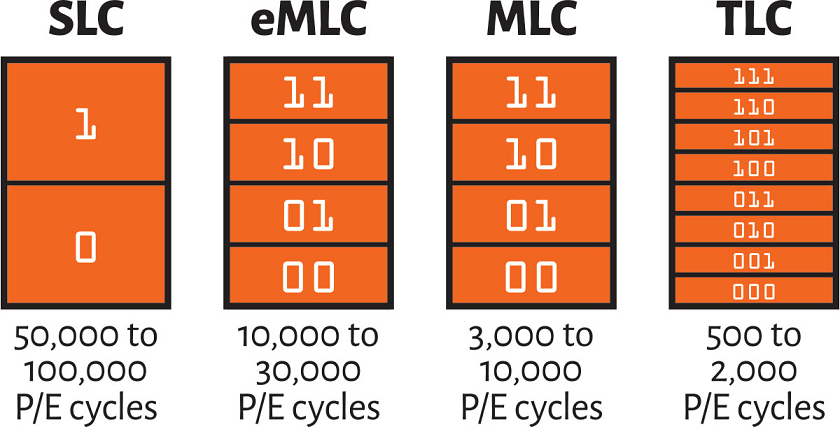 SLC
1
0
50,000 to
100,000
P/E cycles
eMLC
11
10
01
00
10,000 to
30,000
P/E cycles
MLC
11
10
01
00
3,000 to
10,000
P/E cycles
TLC
111
110
101
100
011
010
001
000
500 to
2,000
P/E cycles